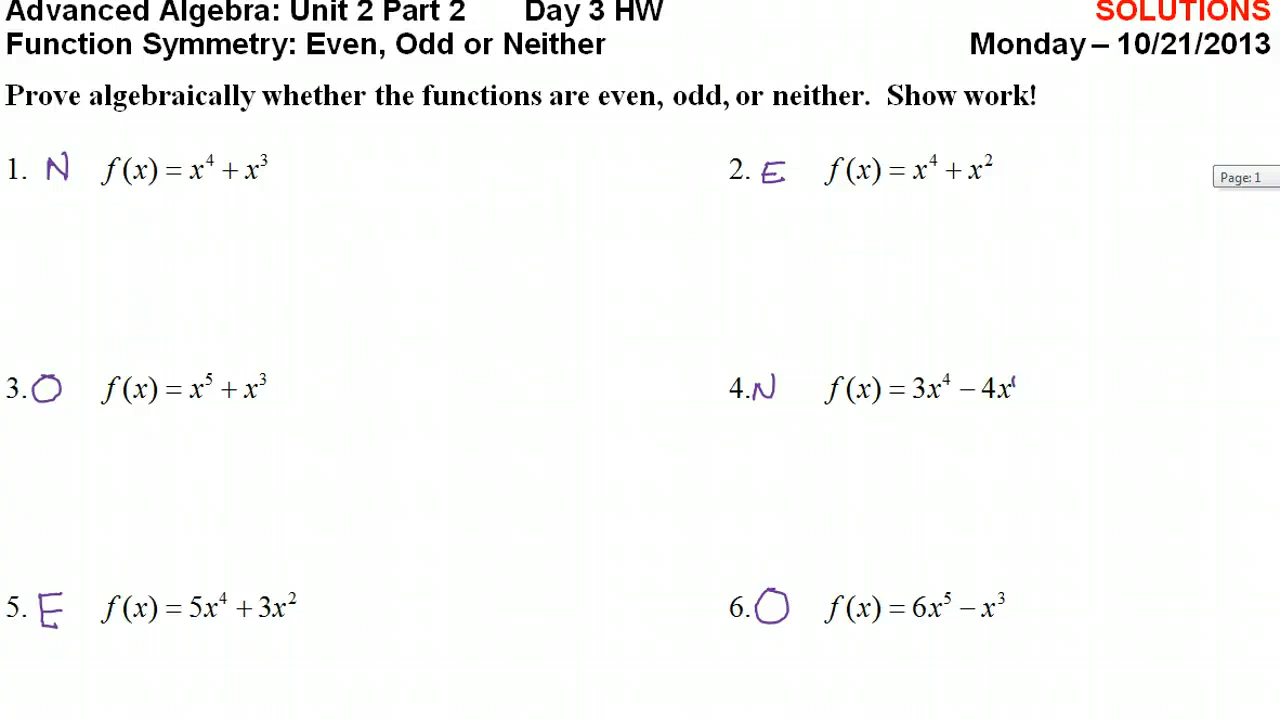 Advanced Algebra: Unit 2 Part 2 Day 3 HW SOLUTIONS
Function Symmetry: Even, Odd or Neither Monday – 10/21/2013
Prove algebraically whether the functions are even, odd, or neither. Show work!
1. N f(x) = x⁴ + x³ 2. E f(x) = x⁴ + x²
Page: 1
3. O f(x) = x⁵ + x³ 4. N f(x) = 3x⁴ − 4x
5. E f(x) = 5x⁴ + 3x² 6. O f(x) = 6x⁵ − x³